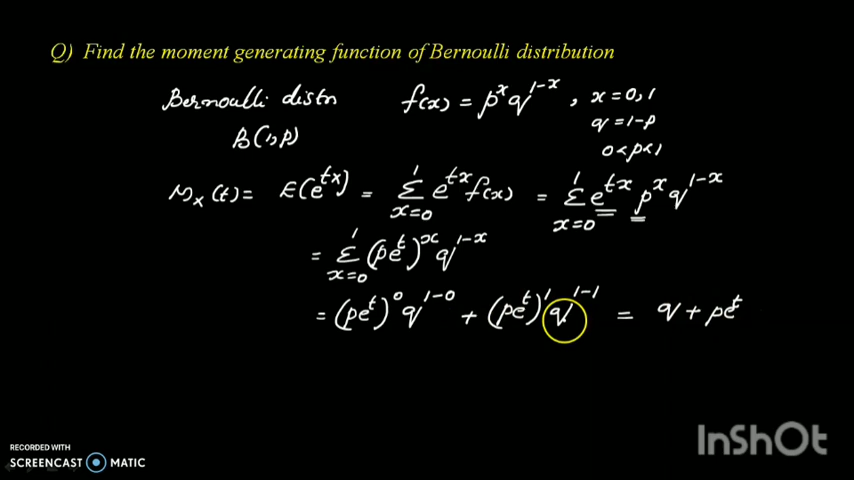 Q) Find the moment generating function of Bernoulli distribution
Bernoulli distn f(x) = p^x q^{1-x}, x = 0, 1
B(1, p) q = 1-p
0 < p < 1
M_x(t) = E(e^{tx}) = Σ_{x=0}^{1} e^{tx} f(x) = Σ_{x=0}^{1} e^{tx} p^x q^{1-x}
= Σ_{x=0}^{1} (pe^t)^x q^{1-x}
= (pe^t)^0 q^{1-0} + (pe^t)^1 q^{1-1} = q + pe^t
InShOt
RECORDED WITH
SCREENCAST MATIC